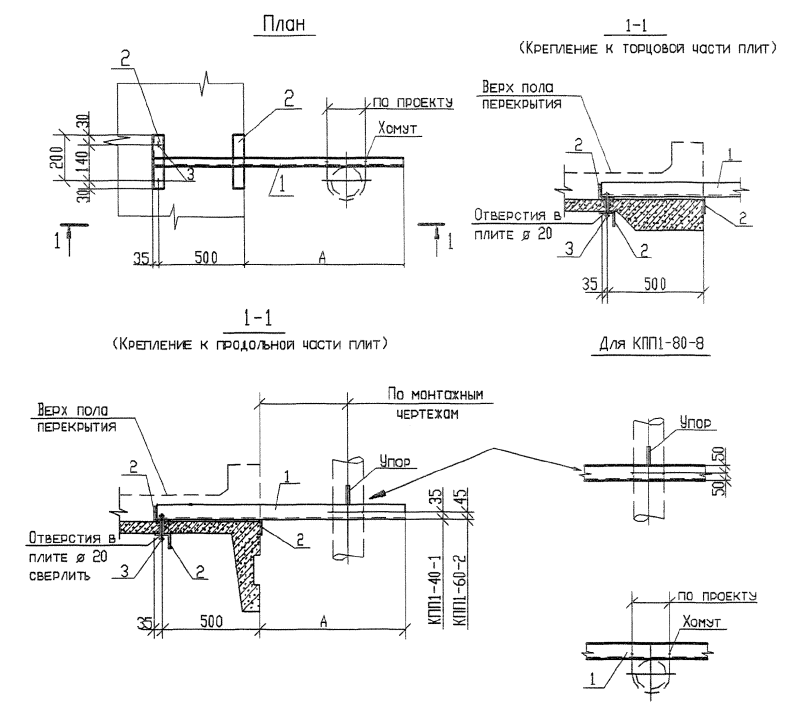 План
2
2
по проекту
Хомут
30
200
140
30
3
1
1
1
35
500
А
1-1
(Крепление к торцовой части плит)
Верх пола
перекрытия
2
1
Отверстия в
плите ø 20
2
3
2
35
500
1-1
(Крепление к продольной части плит)
Верх пола
перекрытия
По монтажным
чертежам
Упор
2
1
35
45
Отверстия в
плите ø 20
сверлить
3
2
2
КПП1-40-1
КПП1-60-2
35
500
А
Для КПП1-80-8
Упор
50
50
по проекту
Хомут
1